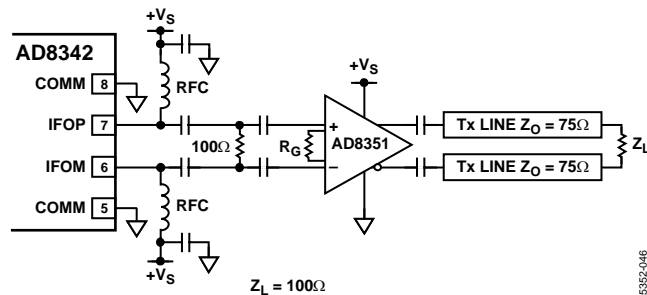 +VS
AD8342
COMM 8
RFC
+VS
IFOP 7
100Ω
RG
+
−
AD8351
Tx LINE ZO = 75Ω
ZL
IFOM 6
Tx LINE ZO = 75Ω
COMM 5
RFC
+VS
ZL = 100Ω
5352-046